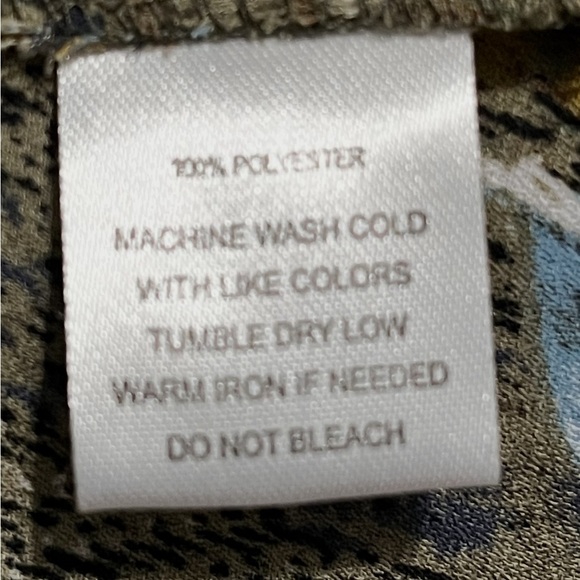 100% POLYESTER
MACHINE WASH COLD
WITH LIKE COLORS
TUMBLE DRY LOW
WARM IRON IF NEEDED
DO NOT BLEACH